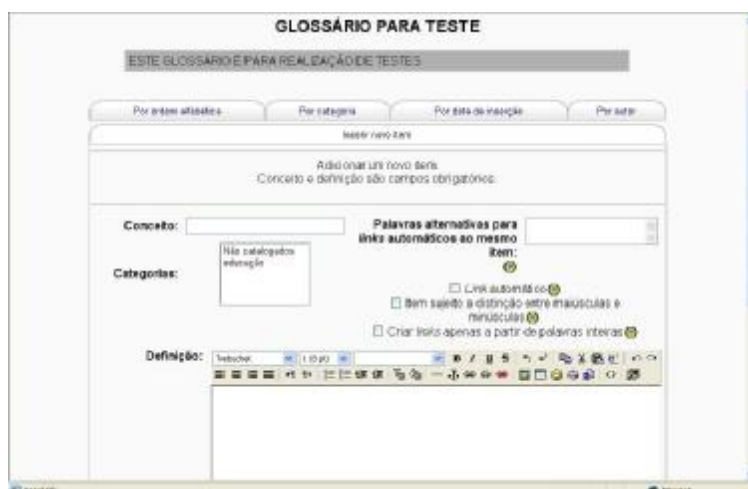 GLOSSÁRIO PARA TESTE
ESTE GLOSSÁRIO É PARA REALIZAÇÃO DE TESTES
Por ordem alfabética Por categoria Por data de inserção Por autor
Inserir novo item
Adicionar um novo item.
Conceito e definição são campos obrigatórios.
Conceito:
Palavras alternativas para
links automáticos ao mesmo
item:
Categorias:
Não catalogados
educação
Link automático
Item sujeito a distinção entre maiúsculas e
minúsculas
Criar links apenas a partir de palavras inteiras
Definição:
Trebuchet 1 (8 pt)